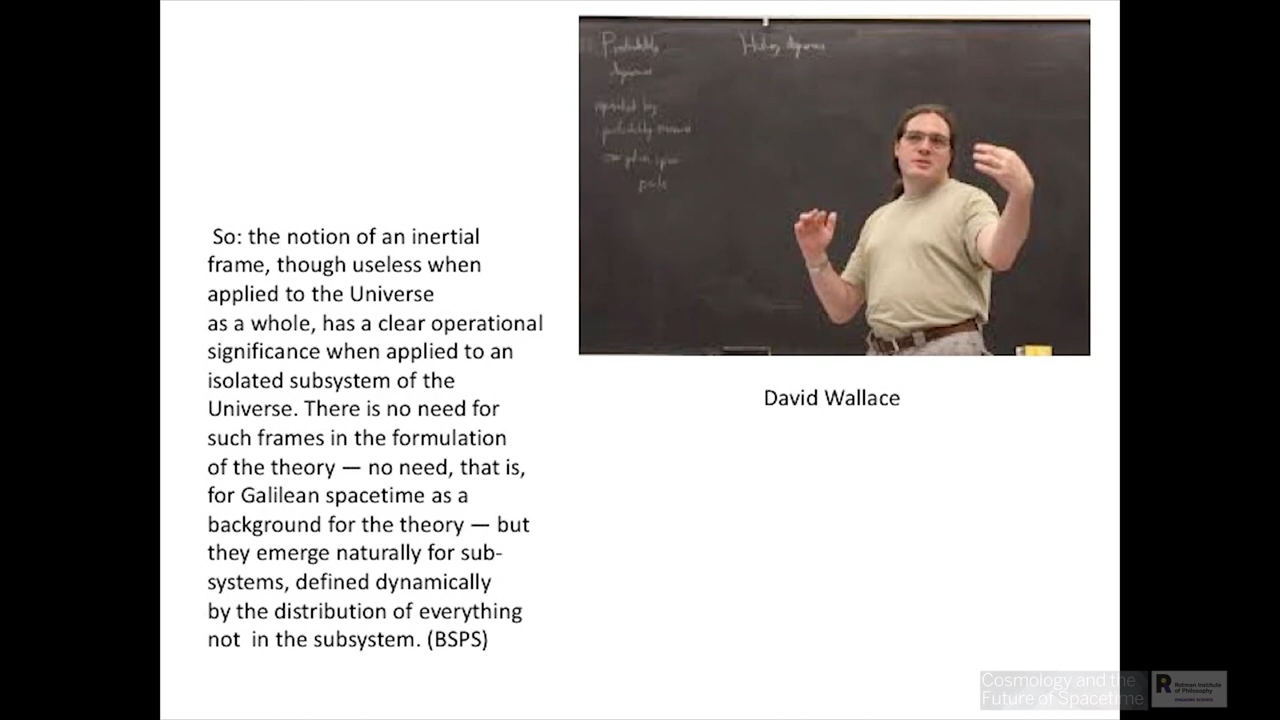 So: the notion of an inertial
frame, though useless when
applied to the Universe
as a whole, has a clear operational
significance when applied to an
isolated subsystem of the
Universe. There is no need for
such frames in the formulation
of the theory — no need, that is,
for Galilean spacetime as a
background for the theory — but
they emerge naturally for sub-
systems, defined dynamically
by the distribution of everything
not  in the subsystem. (BSPS)
David Wallace
Cosmology and the
Future of Spacetime
Rotman Institute
of Philosophy